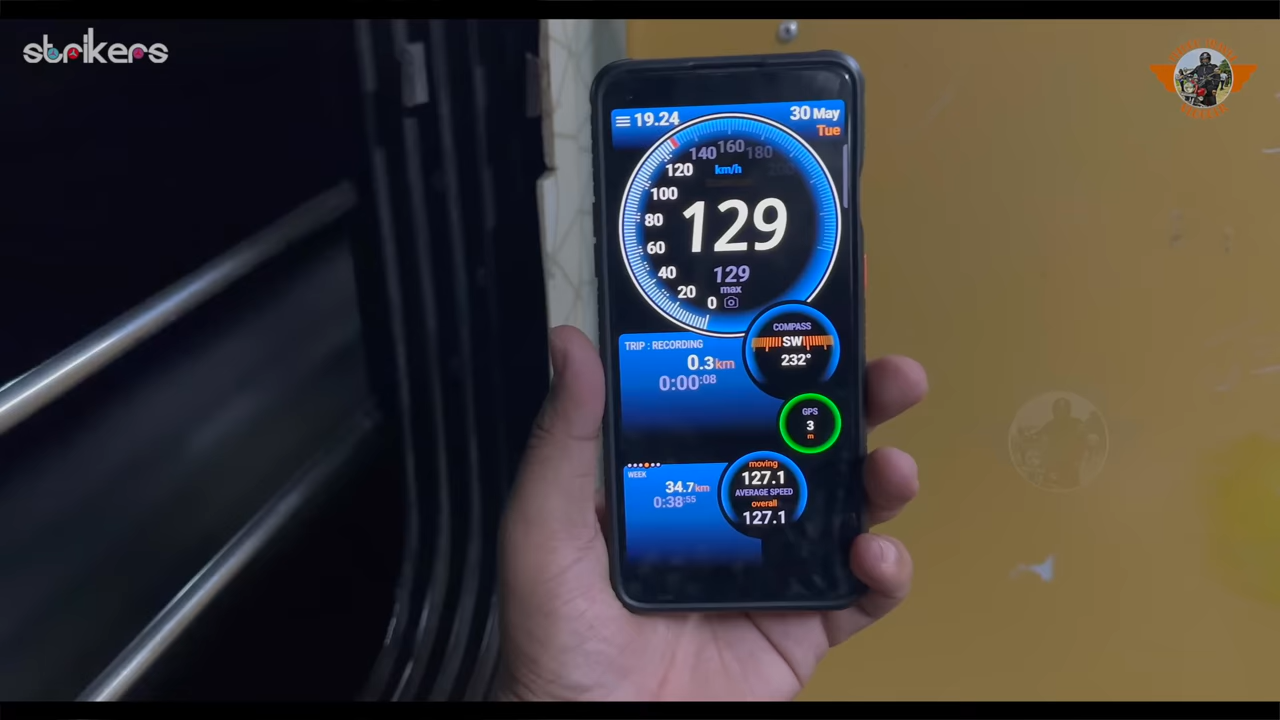 strikers
19.24
30 May
Tue
140 160 180
120
km/h
100
80
129
60
40
129
max
20
0
COMPASS
SW
232°
TRIP : RECORDING
0.3km
0:00:08
GPS
3
m
WEEK
34.7km
0:38:55
moving
127.1
AVERAGE SPEED
overall
127.1